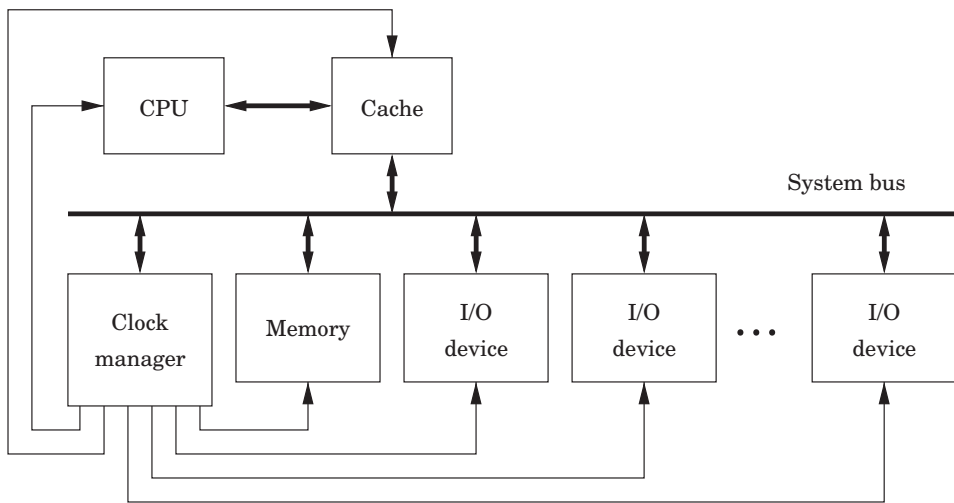 CPU
Cache
System bus
Clock
manager
Memory
I/O
device
I/O
device
...
I/O
device